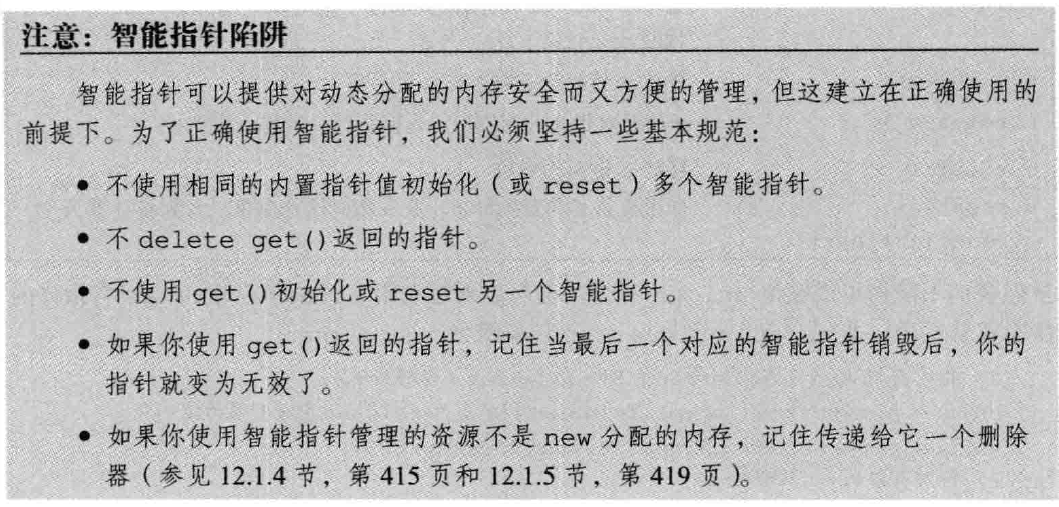 注意：智能指针陷阱
智能指针可以提供对动态分配的内存安全而又方便的管理，但这建立在正确使用的
前提下。为了正确使用智能指针，我们必须坚持一些基本规范：
● 不使用相同的内置指针值初始化（或 reset）多个智能指针。
● 不 delete get()返回的指针。
● 不使用 get()初始化或 reset 另一个智能指针。
● 如果你使用 get()返回的指针，记住当最后一个对应的智能指针销毁后，你的
指针就变为无效了。
● 如果你使用智能指针管理的资源不是 new 分配的内存，记住传递给它一个删除
器（参见 12.1.4 节，第 415 页和 12.1.5 节，第 419 页）。